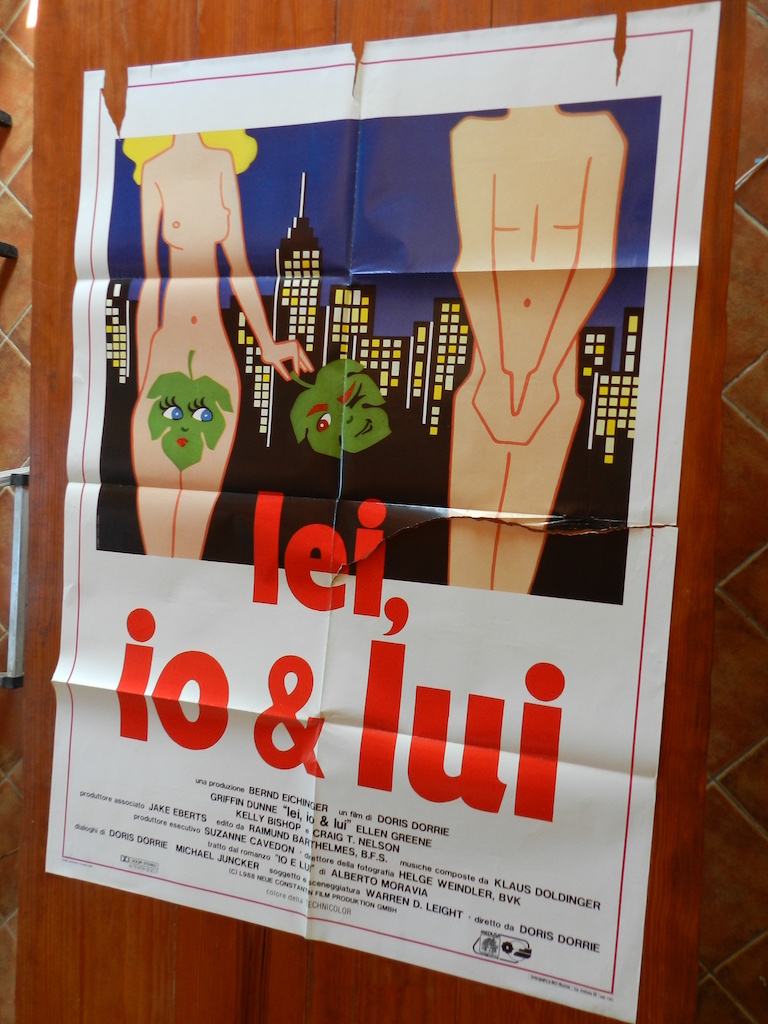 lei,
io & lui
una produzione BERND EICHINGER un film di DORIS DORRIE
GRIFFIN DUNNE "lei, io & lui" ELLEN GREENE
KELLY BISHOP e CRAIG T. NELSON
produttore associato JAKE EBERTS edito da RAIMUND BARTHELMES, B.F.S. musiche composte da KLAUS DOLDINGER
produttore esecutivo SUZANNE CAVEDON direttore della fotografia HELGE WEINDLER, BVK
tratto dal romanzo "IO E LUI" di ALBERTO MORAVIA
dialoghi di DORIS DORRIE MICHAEL JUNCKER soggetto e sceneggiatura WARREN D. LEIGHT · diretto da DORIS DORRIE
(C) 1988 NEUE CONSTANTIN FILM PRODUKTION GMBH
colore della TECHNICOLOR